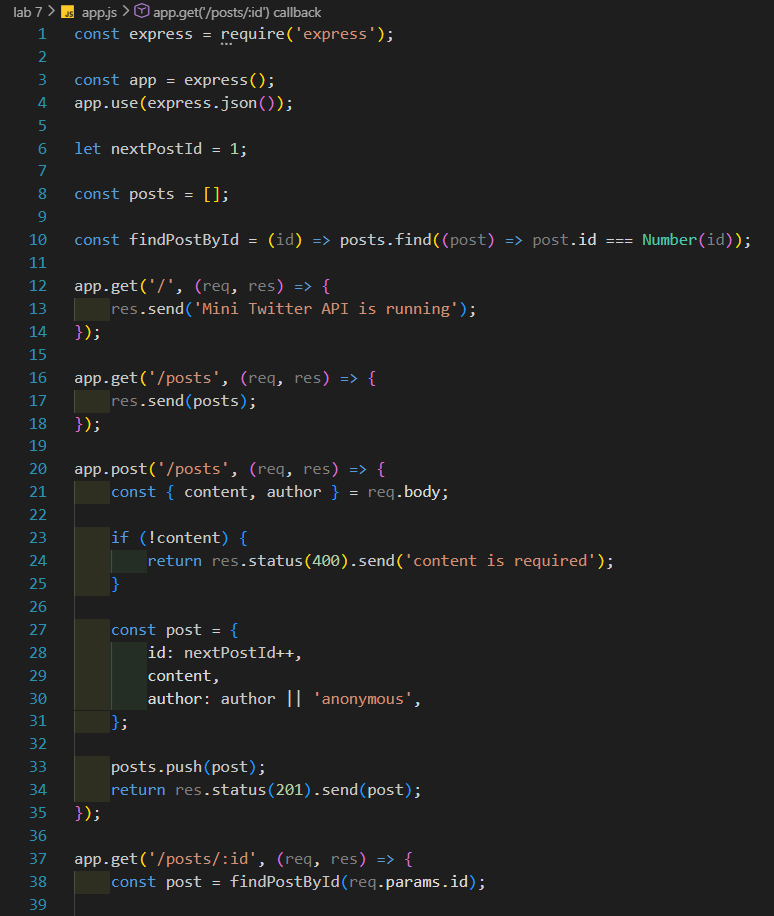 lab 7 > JS app.js > app.get('/posts/:id') callback
1 const express = require('express');
2
3 const app = express();
4 app.use(express.json());
5
6 let nextPostId = 1;
7
8 const posts = [];
9
10 const findPostById = (id) => posts.find((post) => post.id === Number(id));
11
12 app.get('/', (req, res) => {
13     res.send('Mini Twitter API is running');
14 });
15
16 app.get('/posts', (req, res) => {
17     res.send(posts);
18 });
19
20 app.post('/posts', (req, res) => {
21     const { content, author } = req.body;
22
23     if (!content) {
24         return res.status(400).send('content is required');
25     }
26
27     const post = {
28         id: nextPostId++,
29         content,
30         author: author || 'anonymous',
31     };
32
33     posts.push(post);
34     return res.status(201).send(post);
35 });
36
37 app.get('/posts/:id', (req, res) => {
38     const post = findPostById(req.params.id);
39